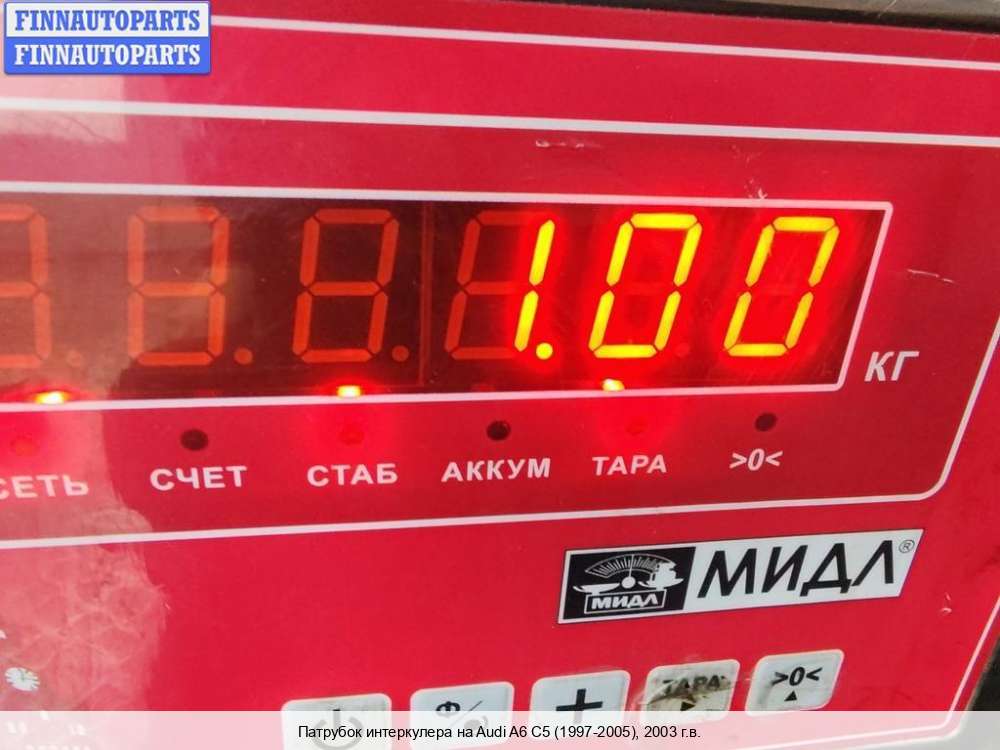 FINNAUTOPARTS
FINNAUTOPARTS
1.00
КГ
СЕТЬ СЧЕТ СТАБ АККУМ ТАРА >0<
МИДЛ МИДЛ®
Ф + ТАРА >0<
Патрубок интеркулера на Audi A6 C5 (1997-2005), 2003 г.в.